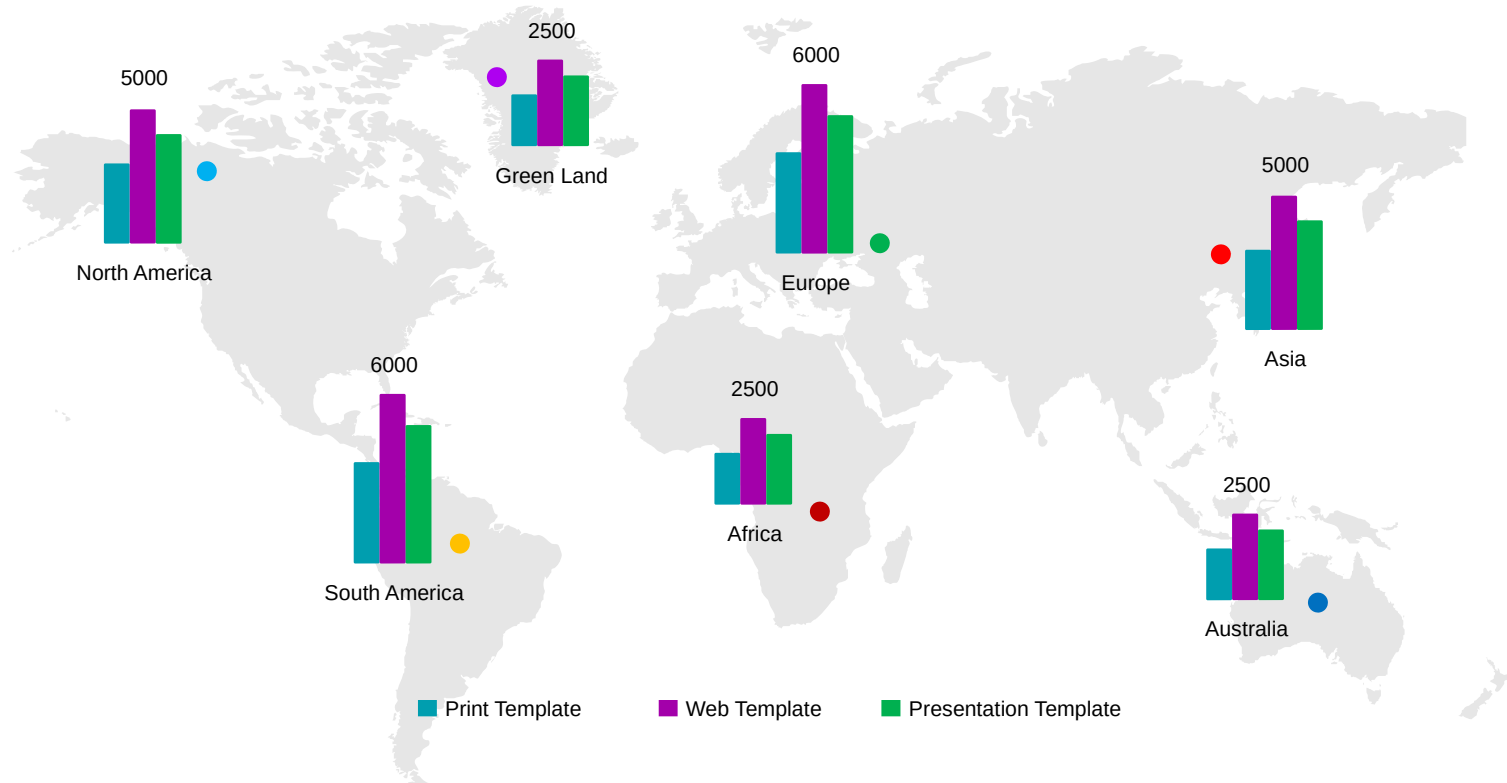 2500
Green Land
5000
North America
6000
Europe
5000
Asia
6000
South America
2500
Africa
2500
Australia
Print Template
Web Template
Presentation Template